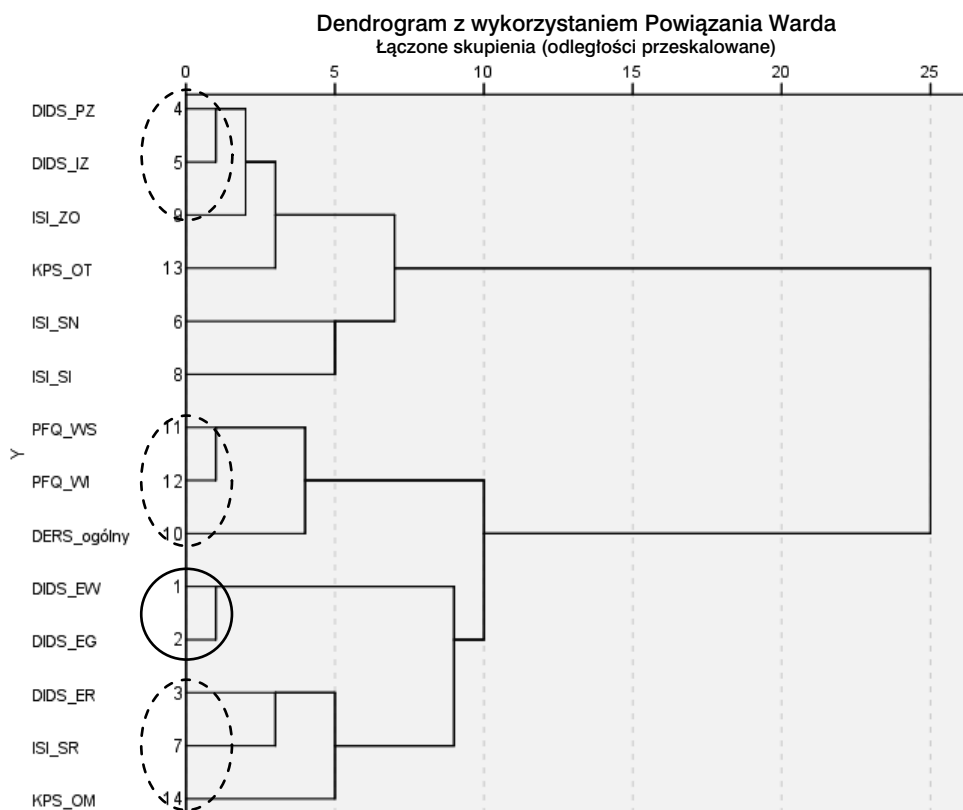 Dendrogram z wykorzystaniem Powiązania Warda
Łączone skupienia (odległości przeskalowane)
0 5 10 15 20 25
DIDS_PZ 4
DIDS_IZ 5
ISI_ZO 9
KPS_OT 13
ISI_SN 6
ISI_SI 8
Y
PFQ_WS 11
PFQ_WI 12
DERS_ogólny 10
DIDS_EW 1
DIDS_EG 2
DIDS_ER 3
ISI_SR 7
KPS_OM 14